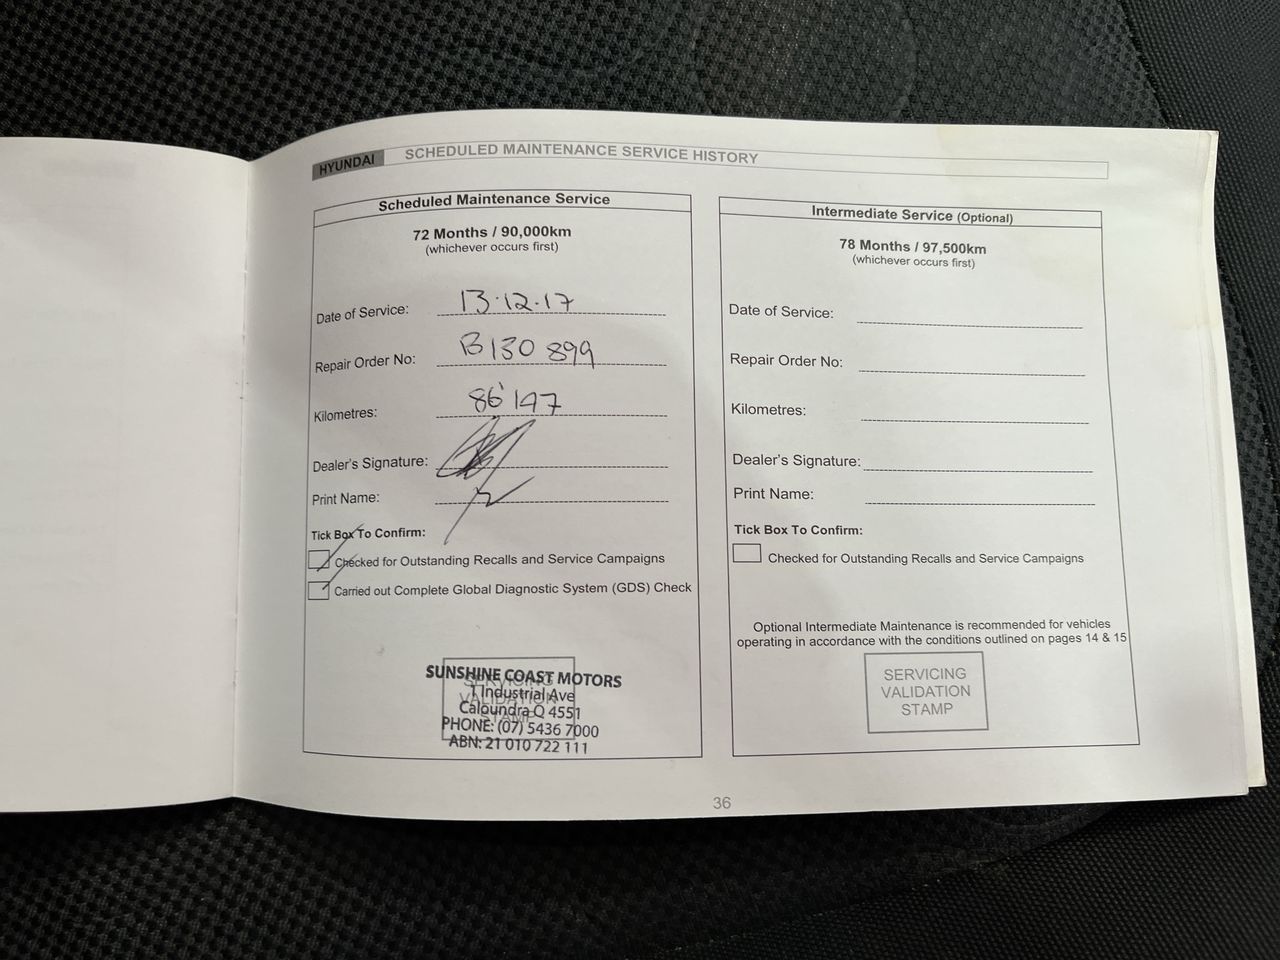 HYUNDAI SCHEDULED MAINTENANCE SERVICE HISTORY
Scheduled Maintenance Service
72 Months / 90,000km
(whichever occurs first)
Date of Service: 13.12.17
Repair Order No: B130 899
Kilometres: 86'197
Dealer's Signature:
Print Name:
Tick Box To Confirm:
Checked for Outstanding Recalls and Service Campaigns
Carried out Complete Global Diagnostic System (GDS) Check
SERVICING
VALIDATION
STAMP
SUNSHINE COAST MOTORS
1 Industrial Ave
Caloundra Q 4551
PHONE: (07) 5436 7000
ABN: 21 010 722 111
Intermediate Service (Optional)
78 Months / 97,500km
(whichever occurs first)
Date of Service:
Repair Order No:
Kilometres:
Dealer's Signature:
Print Name:
Tick Box To Confirm:
Checked for Outstanding Recalls and Service Campaigns
Optional Intermediate Maintenance is recommended for vehicles
operating in accordance with the conditions outlined on pages 14 & 15
SERVICING
VALIDATION
STAMP
36